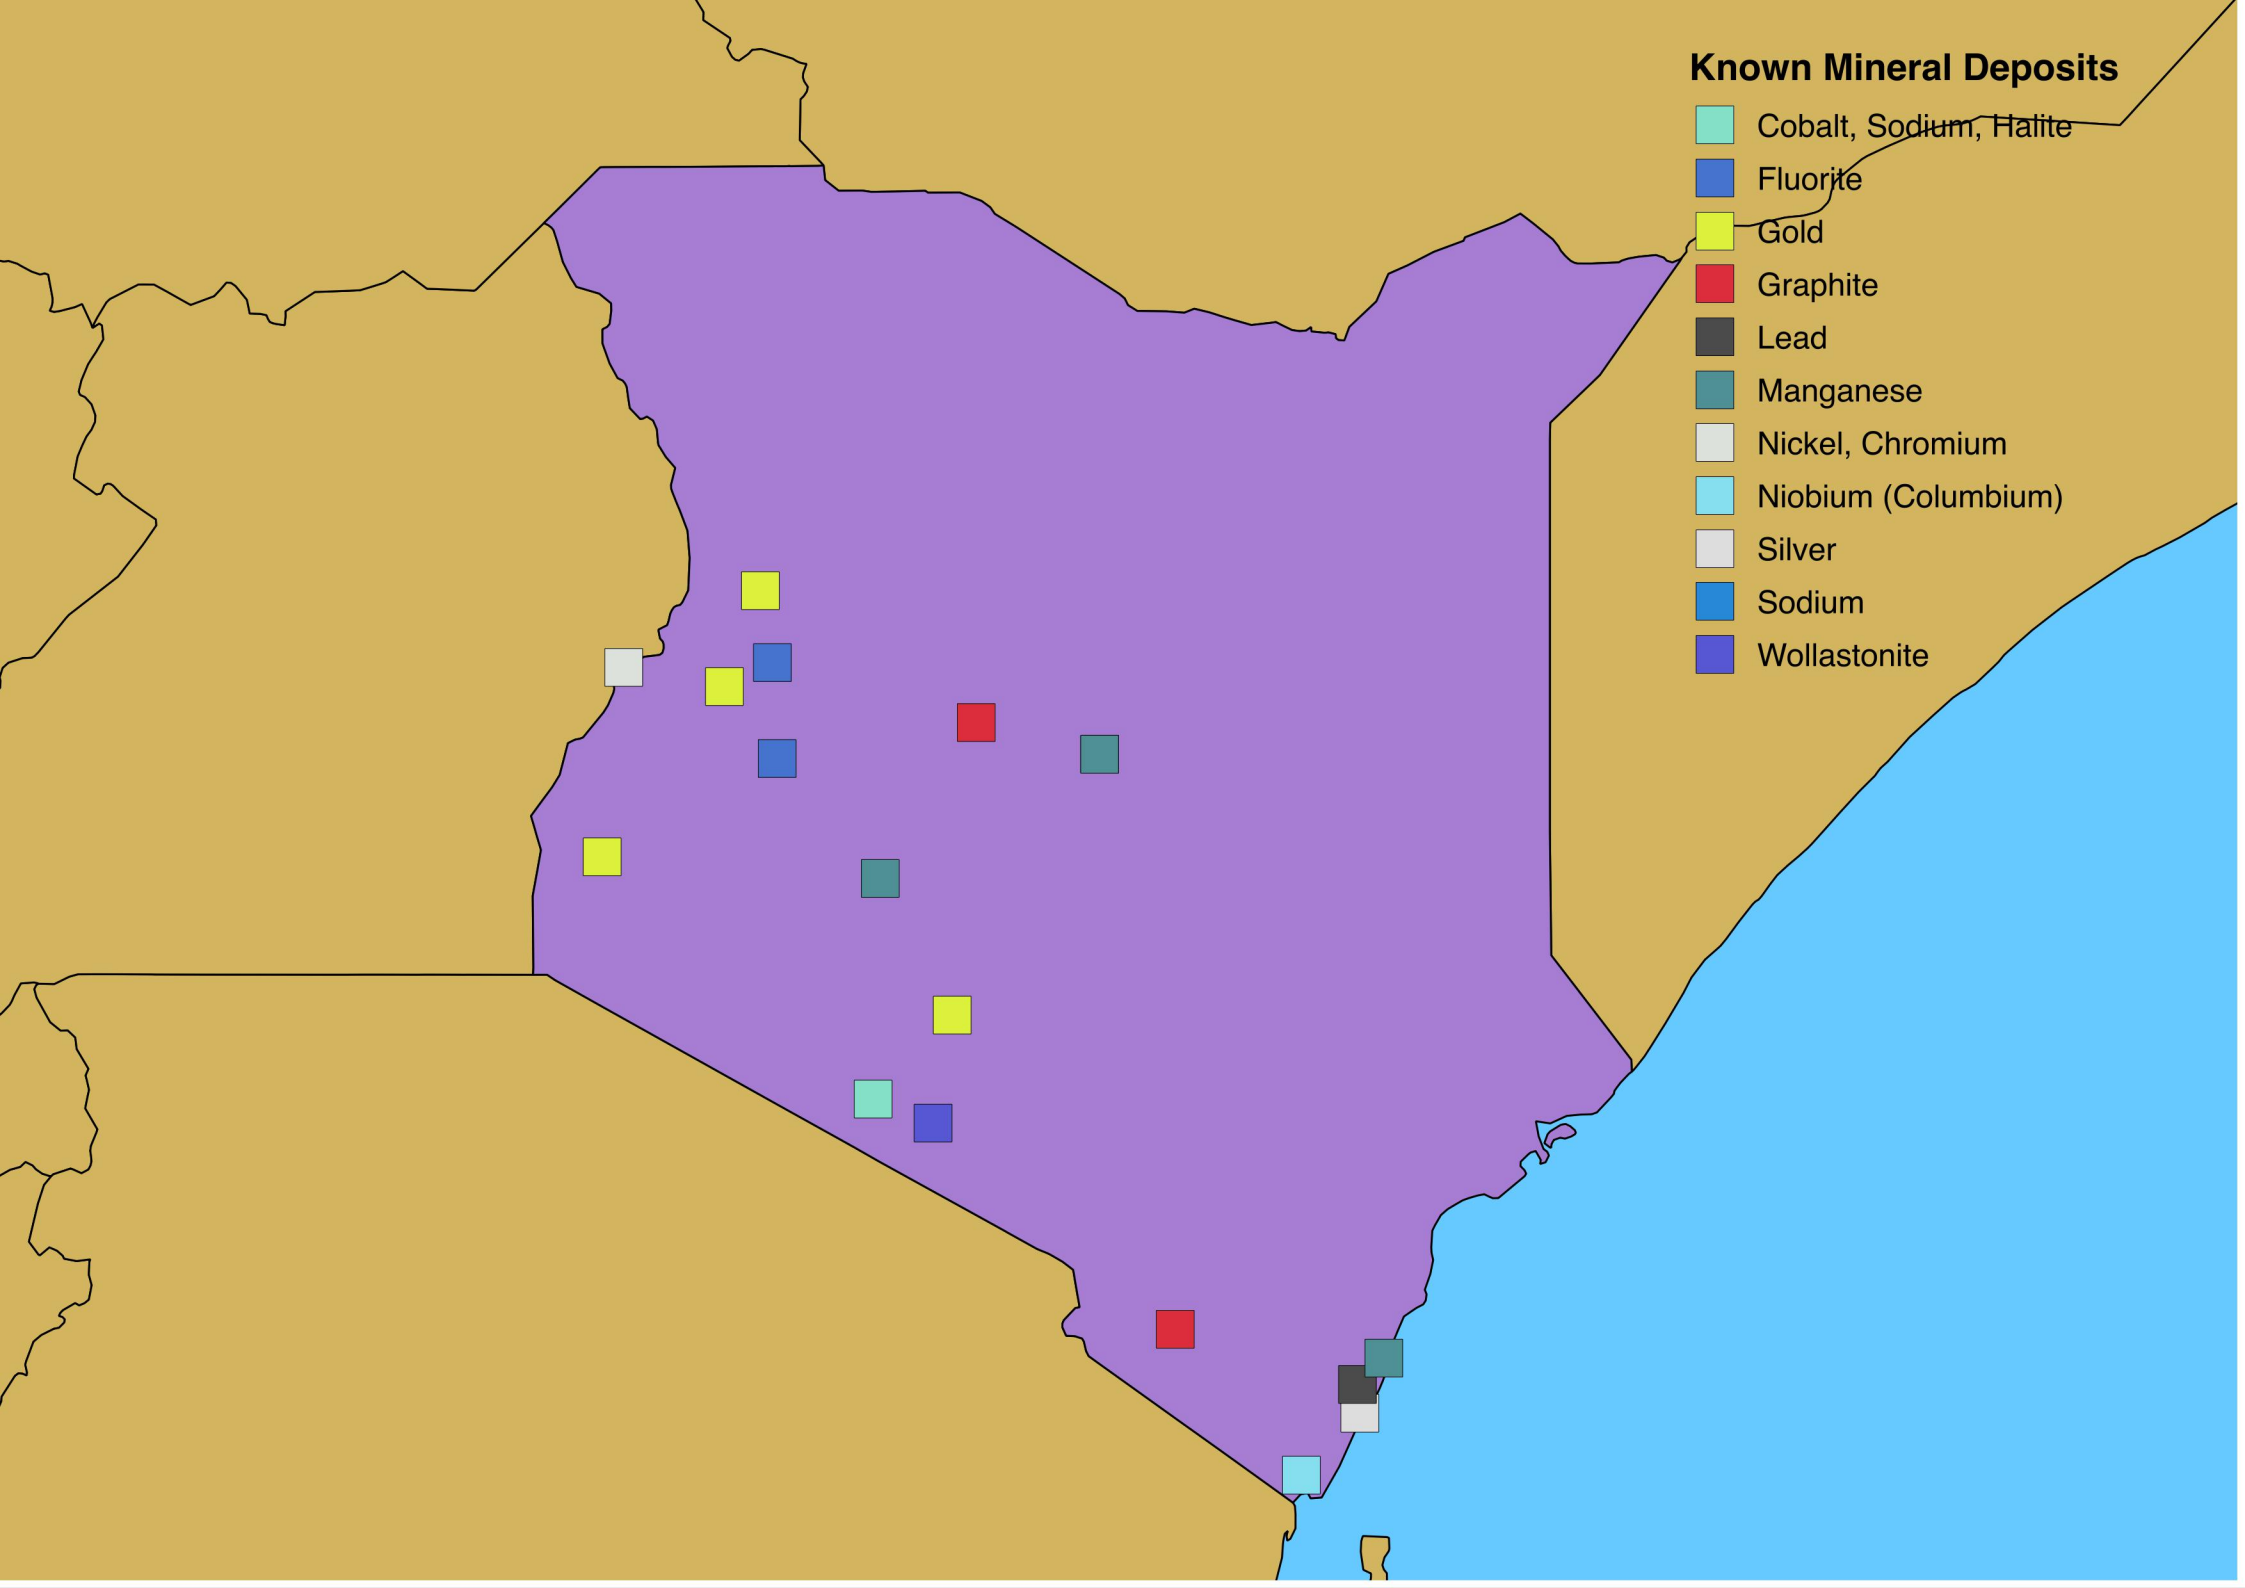 Known Mineral Deposits
Cobalt, Sodium, Halite
Fluorite
Gold
Graphite
Lead
Manganese
Nickel, Chromium
Niobium (Columbium)
Silver
Sodium
Wollastonite